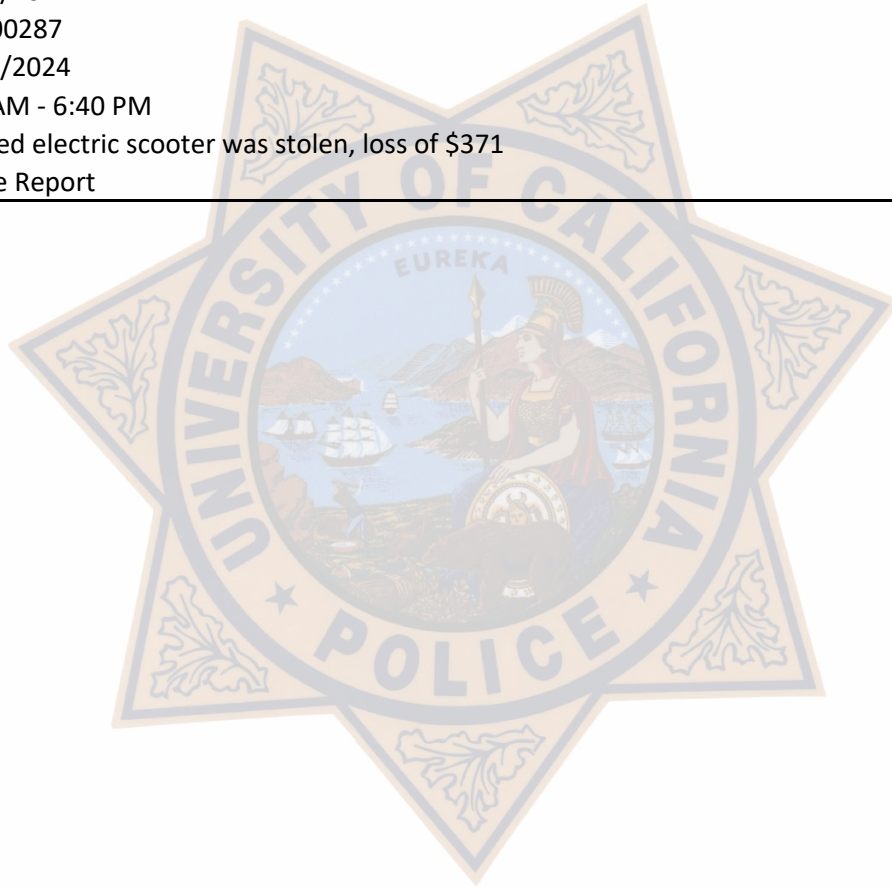 00287
/2024
AM - 6:40 PM
ed electric scooter was stolen, loss of $371
e Report
UNIVERSITY OF CALIFORNIA
EUREKA
POLICE